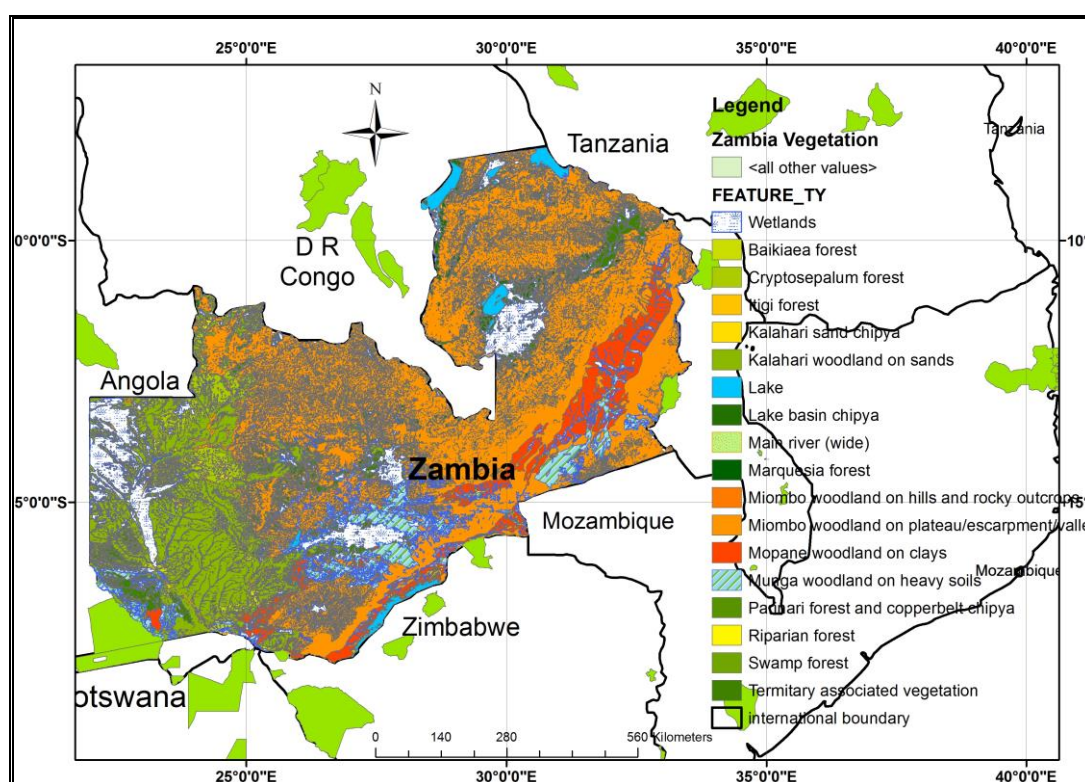 25°0'0"E 30°0'0"E 35°0'0"E 40°0'0"E
N
Legend
Tanzania
Tanzania
Zambia Vegetation
<all other values>
FEATURE_TY
Wetlands
D R
Congo
0°0'0"S
Baikiaea forest
Cryptosepalum forest
Itigi forest
Kalahari sand chipya
Kalahari woodland on sands
Angola
Lake
Lake basin chipya
Main river (wide)
Zambia
Marquesia forest
Miombo woodland on hills and rocky outcrops
5°0'0"S
Mozambique
Miombo woodland on plateau/escarpment/valle
Mopane woodland on clays
Mozambique
Munga woodland on heavy soils
Parinari forest and copperbelt chipya
Zimbabwe
Riparian forest
Swamp forest
Termitary associated vegetation
otswana
international boundary
0 140 280 560 Kilometers
25°0'0"E 30°0'0"E 35°0'0"E 40°0'0"E